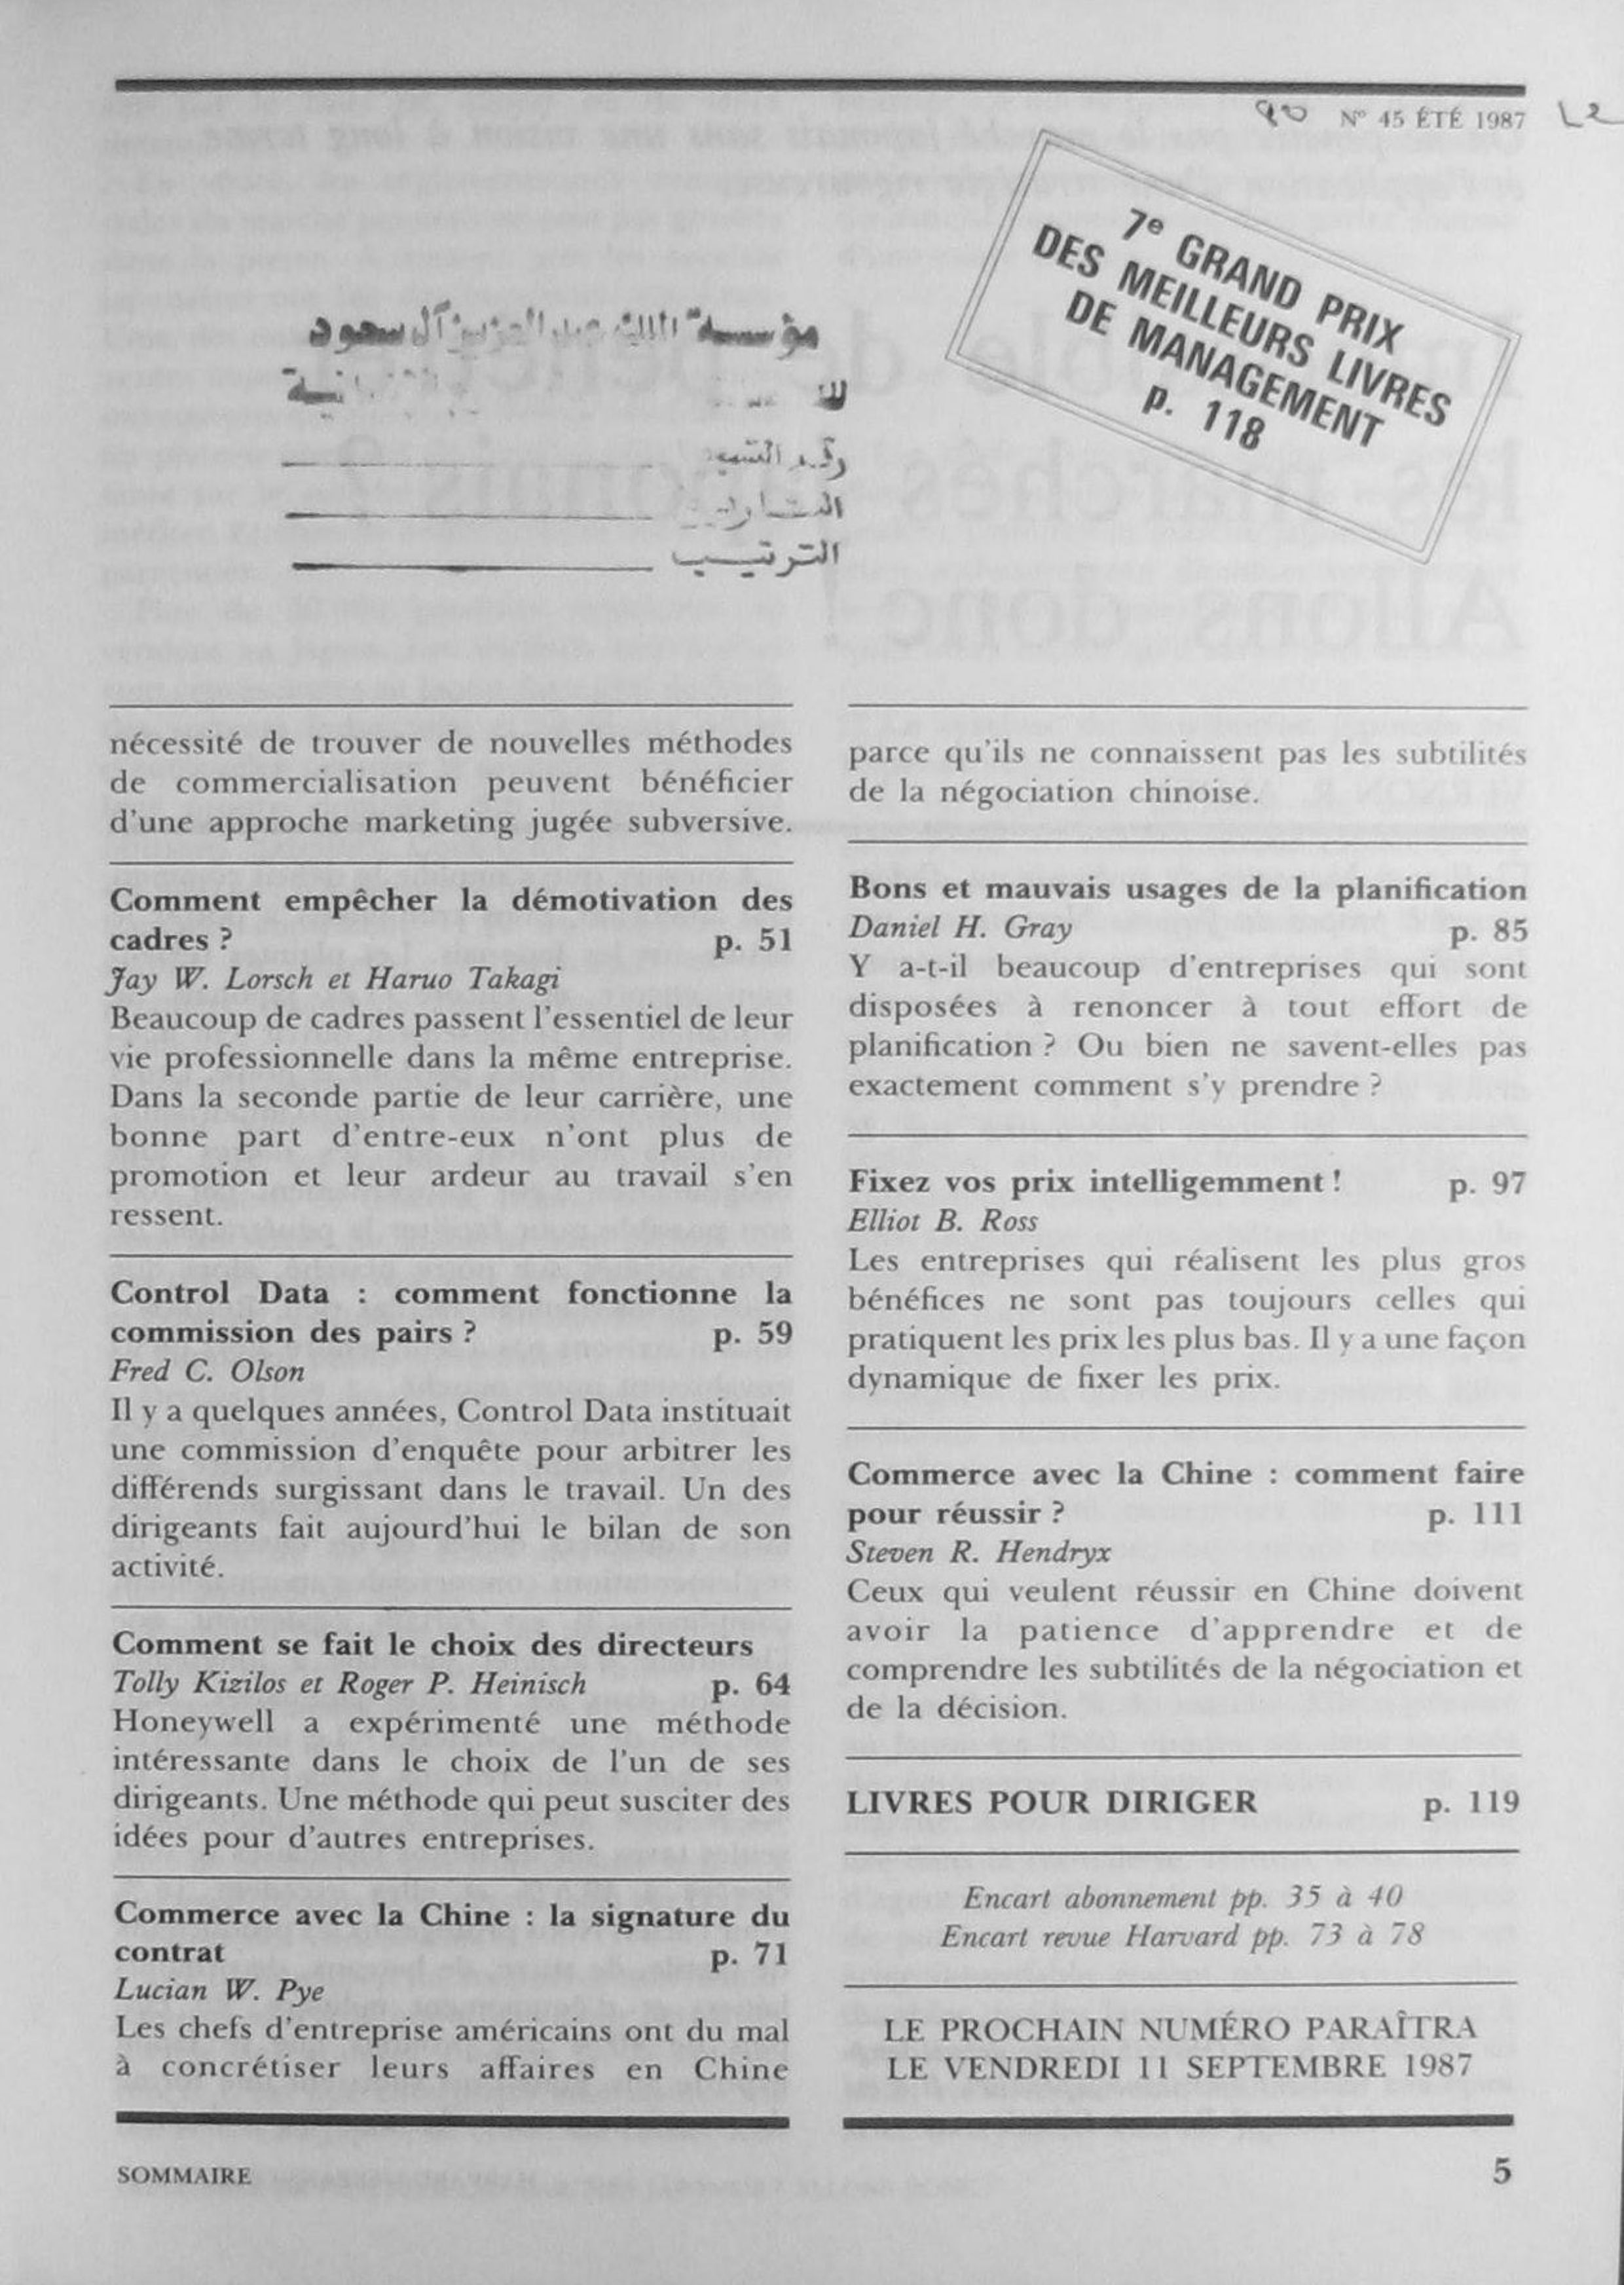 N° 45 ÉTÉ 1987
7e GRAND PRIX
DES MEILLEURS LIVRES
DE MANAGEMENT
p. 118
مؤسسة الملك عبد العزيز آل سعود
رقم
الترتيب
nécessité de trouver de nouvelles méthodes
de commercialisation peuvent bénéficier
d'une approche marketing jugée subversive.
Comment empêcher la démotivation des
cadres ? p. 51
Jay W. Lorsch et Haruo Takagi
Beaucoup de cadres passent l'essentiel de leur
vie professionnelle dans la même entreprise.
Dans la seconde partie de leur carrière, une
bonne part d'entre-eux n'ont plus de
promotion et leur ardeur au travail s'en
ressent.
Control Data : comment fonctionne la
commission des pairs ? p. 59
Fred C. Olson
Il y a quelques années, Control Data instituait
une commission d'enquête pour arbitrer les
différends surgissant dans le travail. Un des
dirigeants fait aujourd'hui le bilan de son
activité.
Comment se fait le choix des directeurs
Tolly Kizilos et Roger P. Heinisch p. 64
Honeywell a expérimenté une méthode
intéressante dans le choix de l'un de ses
dirigeants. Une méthode qui peut susciter des
idées pour d'autres entreprises.
Commerce avec la Chine : la signature du
contrat p. 71
Lucian W. Pye
Les chefs d'entreprise américains ont du mal
à concrétiser leurs affaires en Chine
parce qu'ils ne connaissent pas les subtilités
de la négociation chinoise.
Bons et mauvais usages de la planification
Daniel H. Gray p. 85
Y a-t-il beaucoup d'entreprises qui sont
disposées à renoncer à tout effort de
planification ? Ou bien ne savent-elles pas
exactement comment s'y prendre ?
Fixez vos prix intelligemment ! p. 97
Elliot B. Ross
Les entreprises qui réalisent les plus gros
bénéfices ne sont pas toujours celles qui
pratiquent les prix les plus bas. Il y a une façon
dynamique de fixer les prix.
Commerce avec la Chine : comment faire
pour réussir ? p. 111
Steven R. Hendryx
Ceux qui veulent réussir en Chine doivent
avoir la patience d'apprendre et de
comprendre les subtilités de la négociation et
de la décision.
LIVRES POUR DIRIGER p. 119
Encart abonnement pp. 35 à 40
Encart revue Harvard pp. 73 à 78
LE PROCHAIN NUMÉRO PARAÎTRA
LE VENDREDI 11 SEPTEMBRE 1987
SOMMAIRE 5